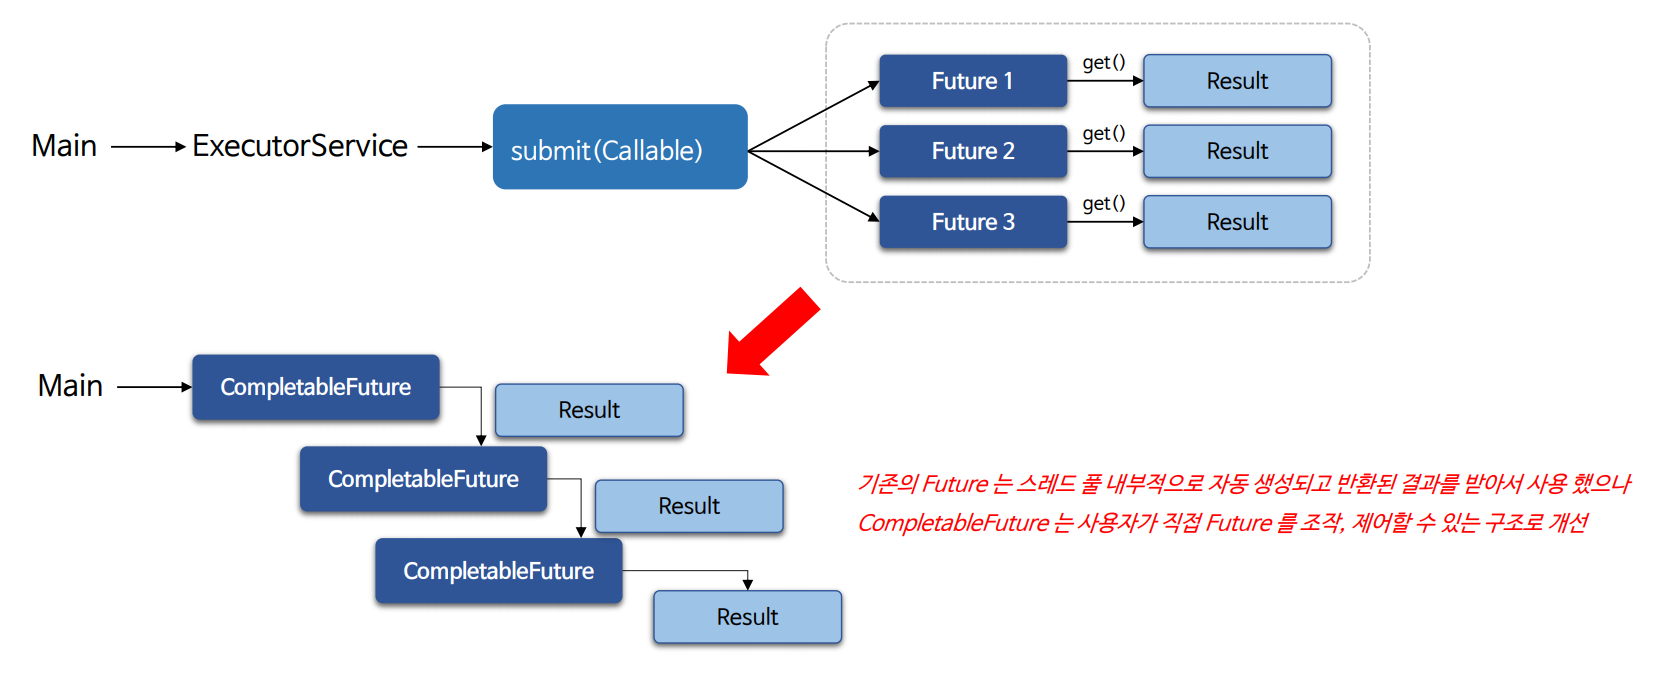 Main
ExecutorService
submit(Callable)
Future 1
get()
Result
Future 2
get()
Result
Future 3
get()
Result
Main
CompletableFuture
Result
CompletableFuture
Result
CompletableFuture
Result
기존의 Future 는 스레드 풀 내부적으로 자동 생성되고 반환된 결과를 받아서 사용 했으나
CompletableFuture 는 사용자가 직접 Future 를 조작, 제어할 수 있는 구조로 개선